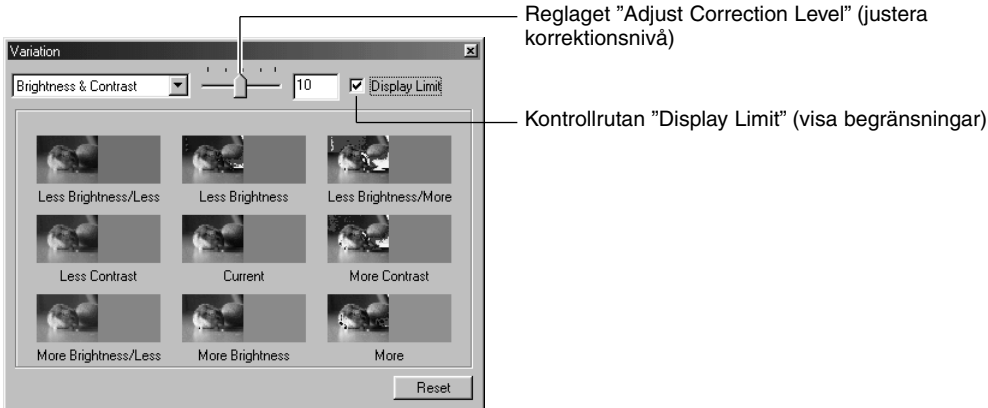 Reglaget ”Adjust Correction Level” (justera
korrektionsnivå)
Variation
Brightness & Contrast
10
Display Limit
Kontrollrutan ”Display Limit” (visa begränsningar)
Less Brightness/Less
Less Brightness
Less Brightness/More
Less Contrast
Current
More Contrast
More Brightness/Less
More Brightness
More
Reset